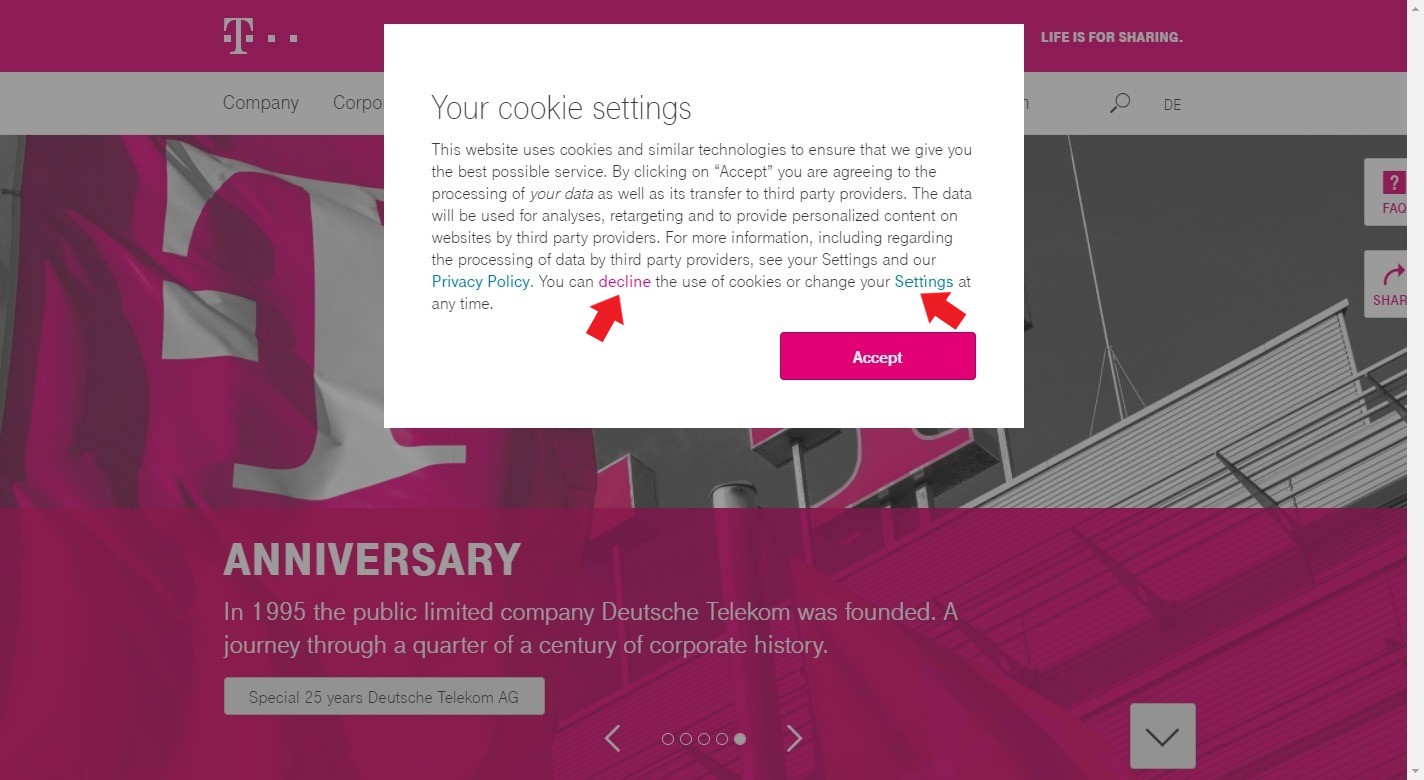 T
LIFE IS FOR SHARING.
Company
DE
Your cookie settings
This website uses cookies and similar technologies to ensure that we give you
the best possible service. By clicking on “Accept” you are agreeing to the
processing of your data as well as its transfer to third party providers. The data
will be used for analyses, retargeting and to provide personalized content on
websites by third party providers. For more information, including regarding
the processing of data by third party providers, see your Settings and our
Privacy Policy. You can decline the use of cookies or change your Settings at
any time.
Accept
?
FAQ
SHAR
T
ANNIVERSARY
In 1995 the public limited company Deutsche Telekom was founded. A
journey through a quarter of a century of corporate history.
Special 25 years Deutsche Telekom AG